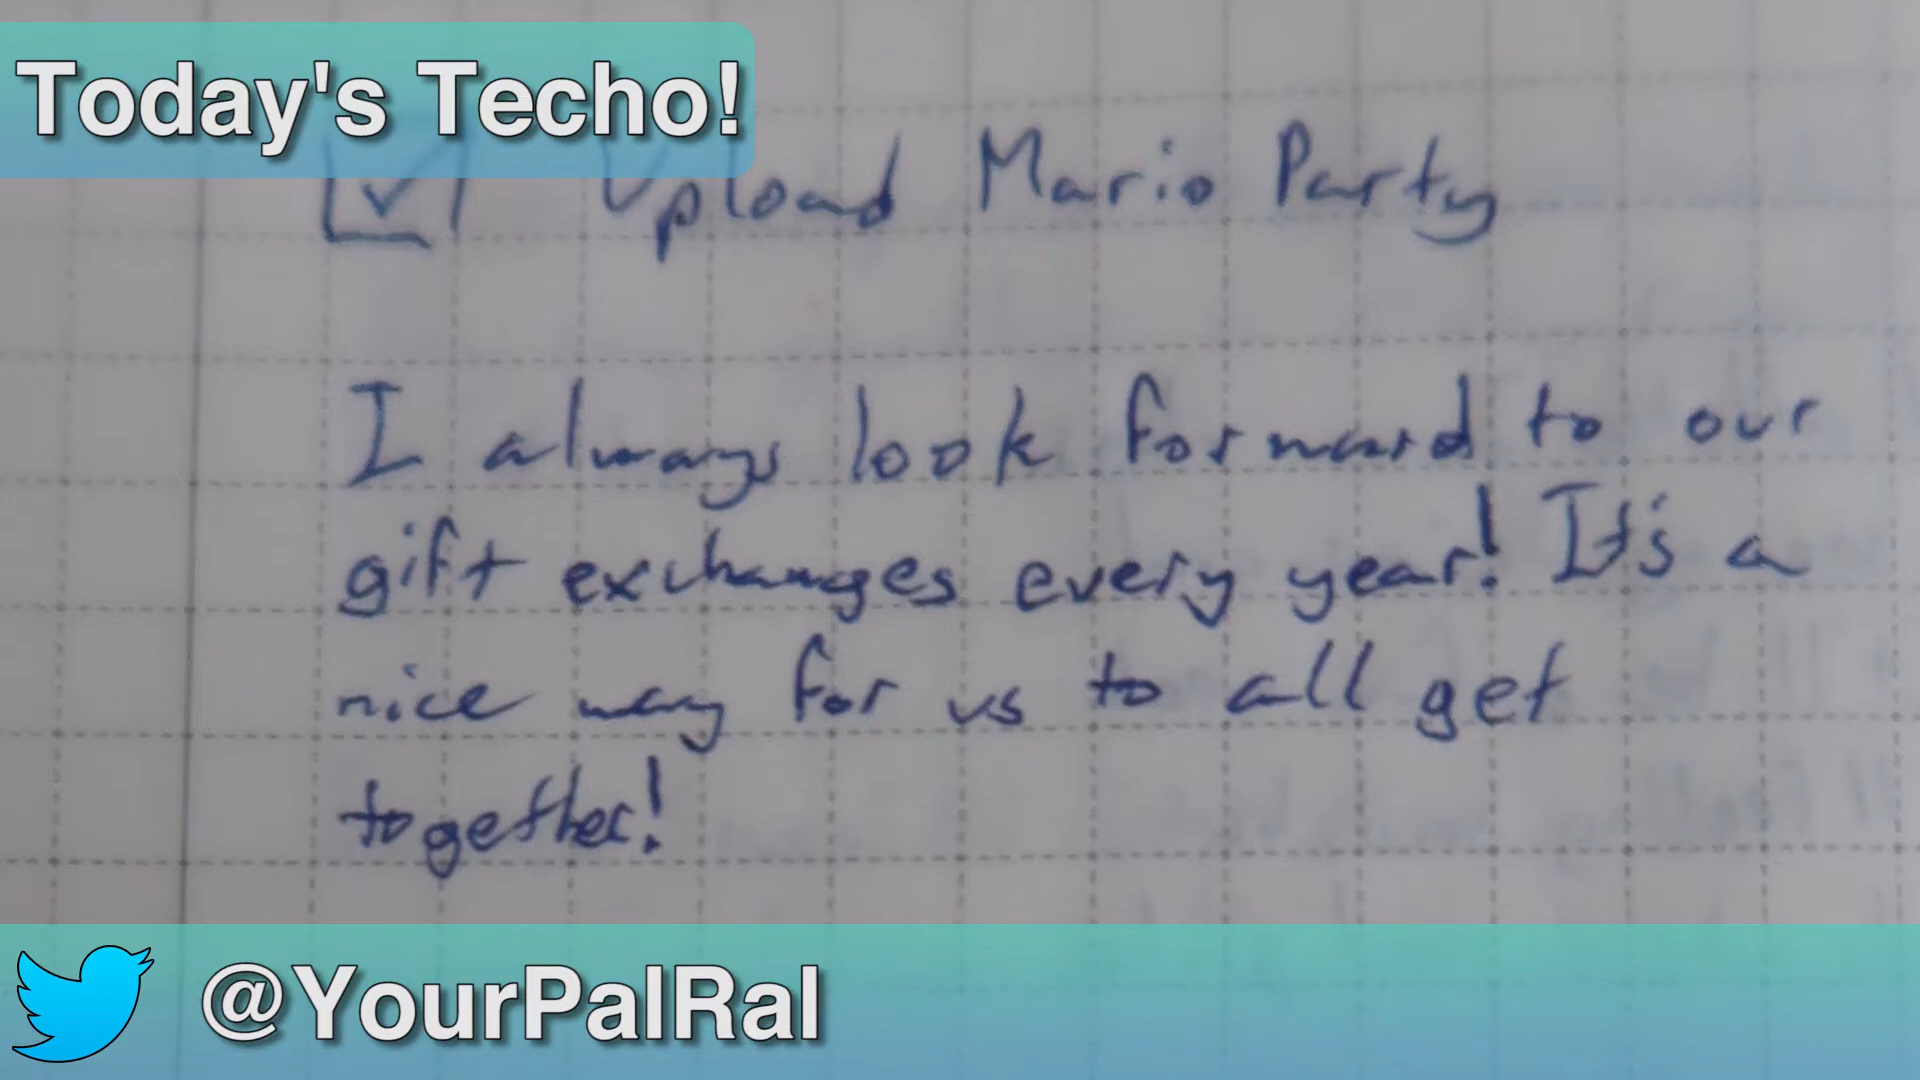 Today's Techo!
Upload Mario Party
I always look forward to our
gift exchanges every year! It's a
nice way for us to all get
together!
@YourPalRal